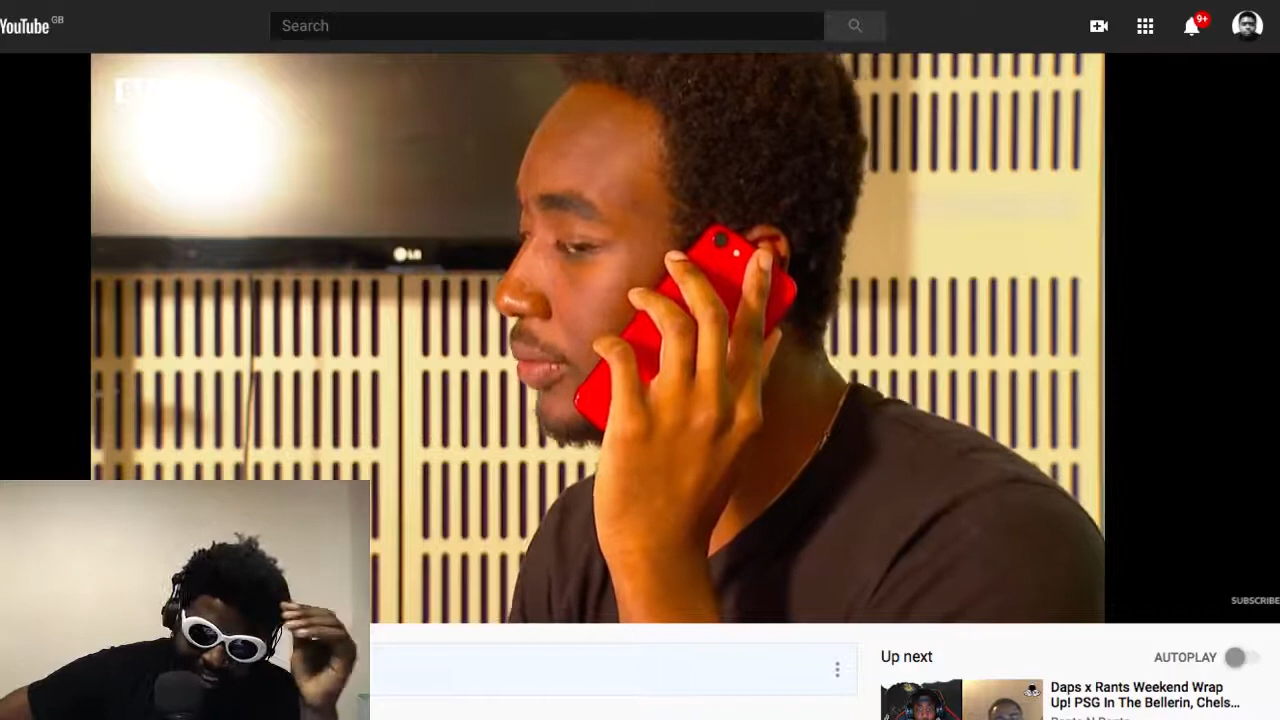 YouTube GB
Search
9+
LG
SUBSCRIBE
Up next
AUTOPLAY
Daps x Rants Weekend Wrap
Up! PSG In The Bellerin, Chels...